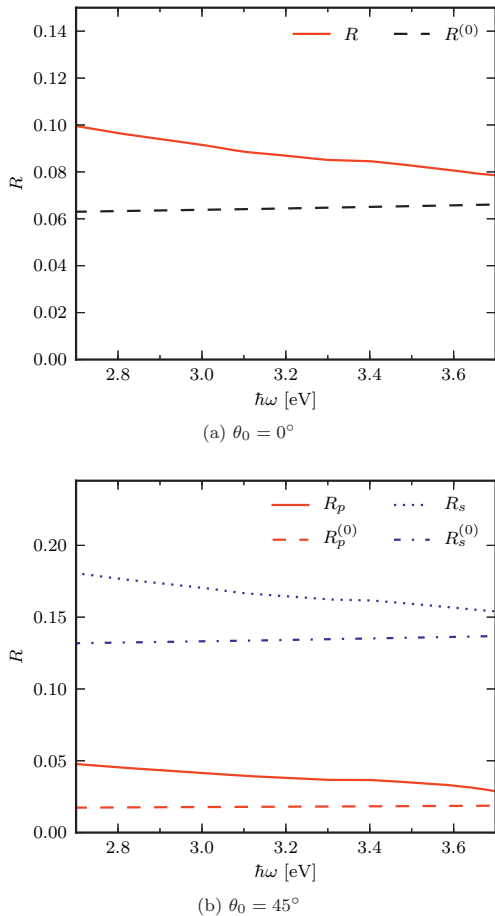 0.14
R
R^{(0)}
0.12
0.10
0.08
0.06
0.04
0.02
0.00
R
2.8 3.0 3.2 3.4 3.6
ħω [eV]
(a) θ₀ = 0°
R_p R_s
R_p^{(0)} R_s^{(0)}
0.20
0.15
0.10
0.05
0.00
R
2.8 3.0 3.2 3.4 3.6
ħω [eV]
(b) θ₀ = 45°